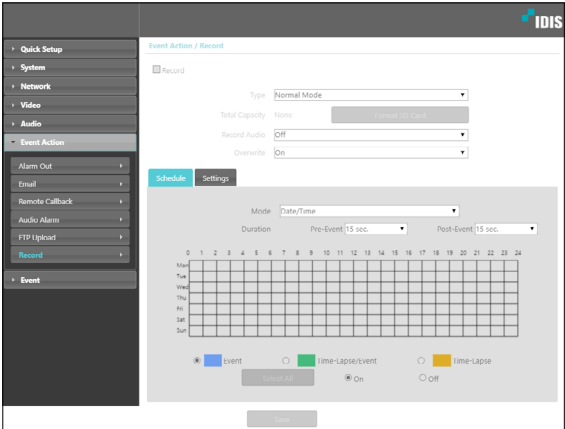 IDIS
Quick Setup
System
Network
Video
Audio
Event Action
Alarm Out
Email
Remote Callback
Audio Alarm
FTP Upload
Record
Event
Event Action / Record
Record
Type Normal Mode
Total Capacity None Format SD Card
Record Audio Off
Overwrite On
Schedule Settings
Mode Date/Time
Duration Pre-Event 15 sec. Post-Event 15 sec.
0 1 2 3 4 5 6 7 8 9 10 11 12 13 14 15 16 17 18 19 20 21 22 23 24
Mon
Tue
Wed
Thu
Fri
Sat
Sun
Event Time-Lapse/Event Time-Lapse
Select All On Off
Save